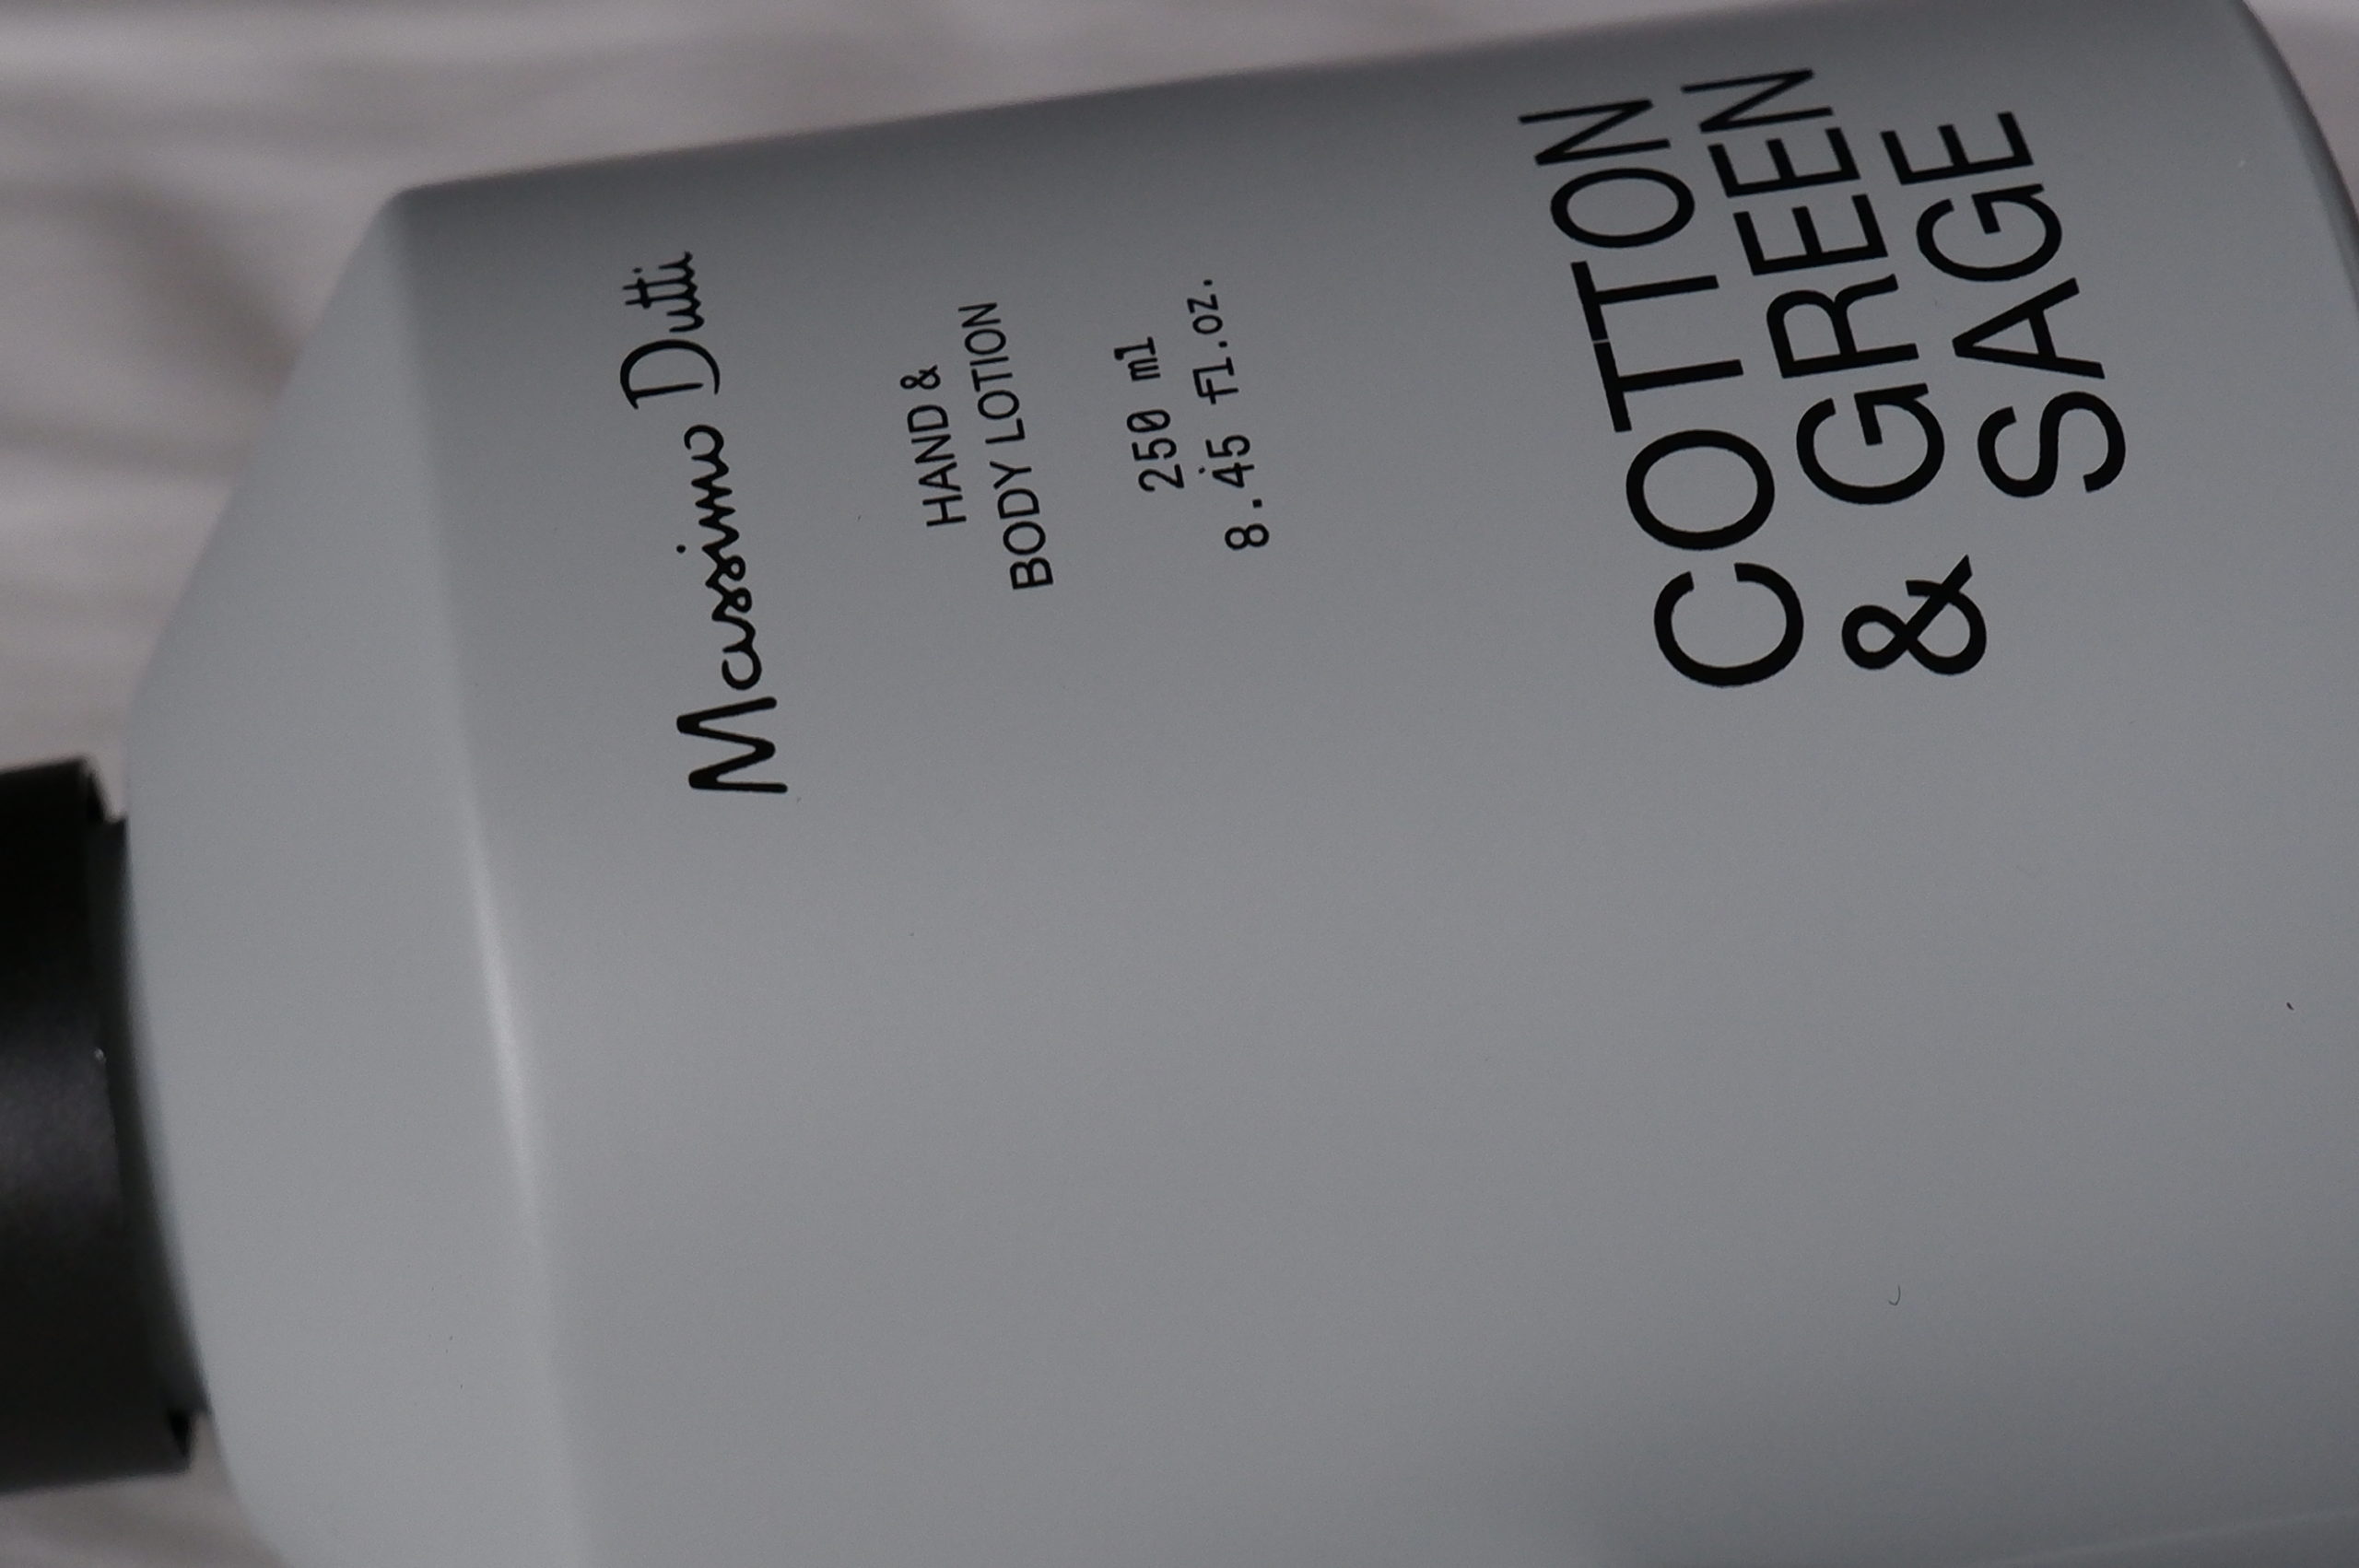 Massimo Dutti
HAND &
BODY LOTION
250 ml
8.45 fl.oz.
COTTON
& GREEN
SAGE